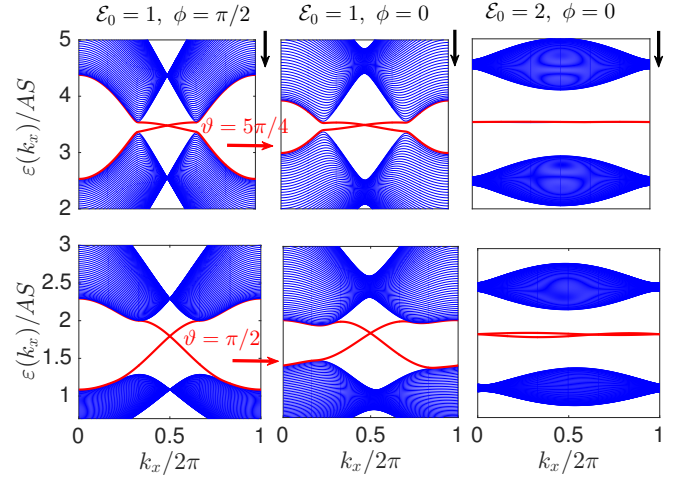 ℰ₀ = 1, ϕ = π/2 ℰ₀ = 1, ϕ = 0 ℰ₀ = 2, ϕ = 0
ε(kₓ)/AS
5
4
3
2
ϑ = 5π/4
ε(kₓ)/AS
3
2.5
2
1.5
1
ϑ = π/2
0 0.5 1 0 0.5 1 0 0.5 1
kₓ/2π kₓ/2π kₓ/2π